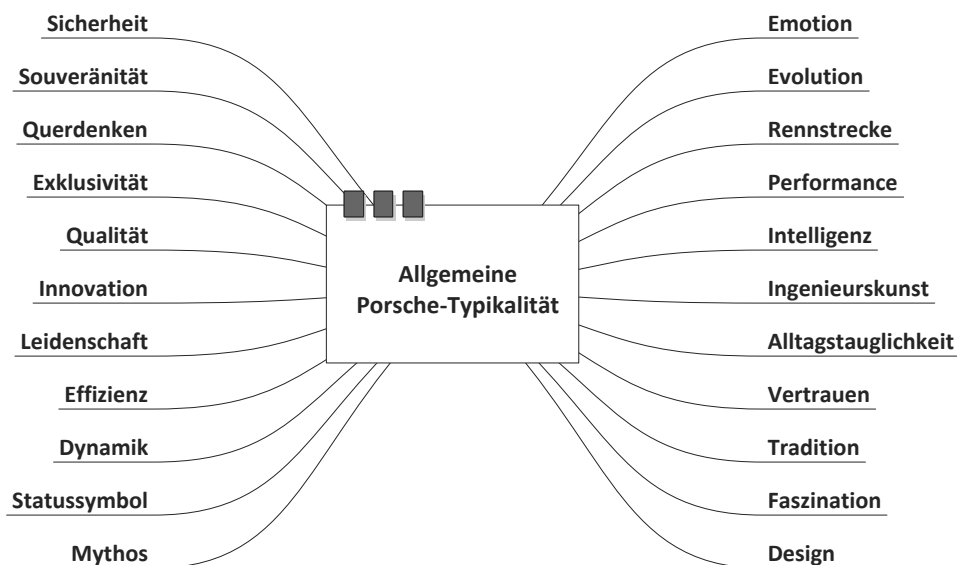 Sicherheit
Souveränität
Querdenken
Exklusivität
Qualität
Innovation
Leidenschaft
Effizienz
Dynamik
Statussymbol
Mythos
Allgemeine
Porsche-Typikalität
Emotion
Evolution
Rennstrecke
Performance
Intelligenz
Ingenieurskunst
Alltagstauglichkeit
Vertrauen
Tradition
Faszination
Design